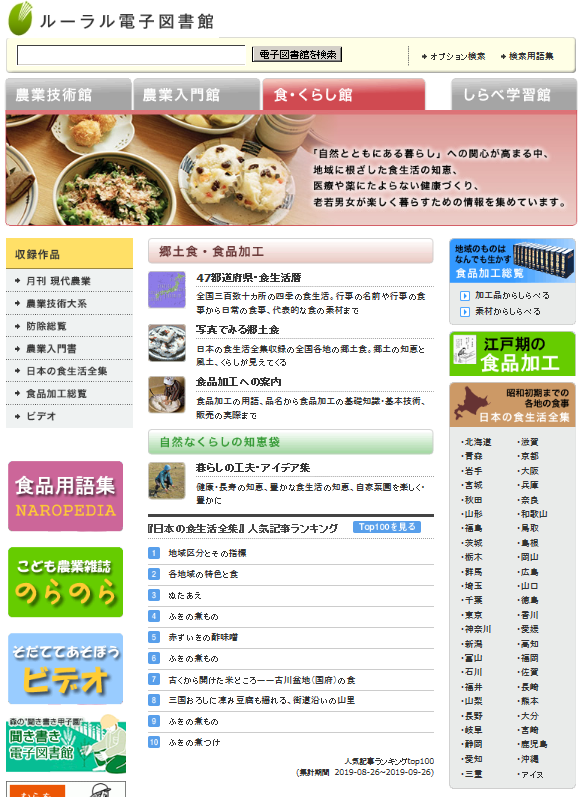 ルーラル電子図書館
電子図書館を検索
オプション検索
検索用語集
農業技術館
農業入門館
食・くらし館
しらべ学習館
「自然とともにある暮らし」への関心が高まる中、
地域に根ざした食生活の知恵、
医療や薬にたよらない健康づくり、
老若男女が楽しく暮らすための情報を集めています。
収録作品
月刊 現代農業
農業技術大系
防除総覧
農業入門書
日本の食生活全集
食品加工総覧
ビデオ
食品用語集
NAROPEDIA
こども農業雑誌
のらのら
そだててあそぼう
ビデオ
森の"聞き書き甲子園"
聞き書き
電子図書館
郷土食・食品加工
47都道府県・食生活暦
全国三百数十カ所の四季の食生活。行事の名前や行事の食
事から日常の食事、代表的な食の素材まで
写真でみる郷土食
日本の食生活全集収録の全国各地の郷土食。郷土の知恵と
風土、くらしが見えてくる
食品加工への案内
食品加工の用語、品名から食品加工の基礎知識・基本技術、
販売の実際まで
自然なくらしの知恵袋
暮らしの工夫・アイデア集
健康・長寿の知恵、豊かな食生活の知恵、自家菜園を楽しく・
豊かに
『日本の食生活全集』人気記事ランキング
Top100を見る
1 地域区分とその指標
2 各地域の特色と食
3 ぬたあえ
4 ふきの煮もの
5 赤ずいきの酢味噌
6 ふきの煮もの
7 古くから開けた米どころ――古川盆地(国府)の食
8 三国おろしに凍み豆腐も揺れる、街道沿いの山里
9 ふきの煮もの
10 ふきの煮つけ
人気記事ランキングtop100
(集計期間 2019-08-26~2019-09-26)
地域のものは
なんでも生かす
食品加工総覧
加工品からしらべる
素材からしらべる
江戸期の
食品加工
昭和初期までの
各地の食事
日本の食生活全集
・北海道 ・滋賀
・青森 ・京都
・岩手 ・大阪
・宮城 ・兵庫
・秋田 ・奈良
・山形 ・和歌山
・福島 ・鳥取
・茨城 ・島根
・栃木 ・岡山
・群馬 ・広島
・埼玉 ・山口
・千葉 ・徳島
・東京 ・香川
・神奈川 ・愛媛
・新潟 ・高知
・富山 ・福岡
・石川 ・佐賀
・福井 ・長崎
・山梨 ・熊本
・長野 ・大分
・岐阜 ・宮崎
・静岡 ・鹿児島
・愛知 ・沖縄
・三重 ・アイヌ